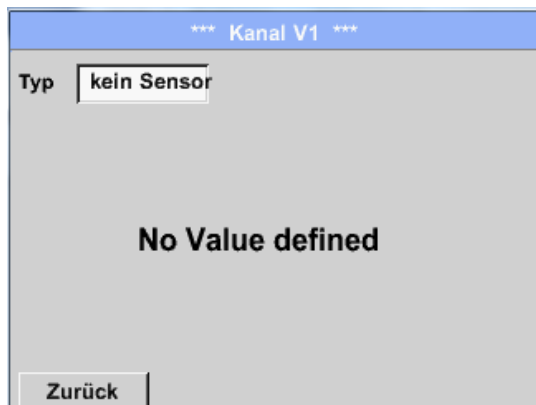 *** Kanal V1 ***
Typ kein Sensor
No Value defined
Zurück